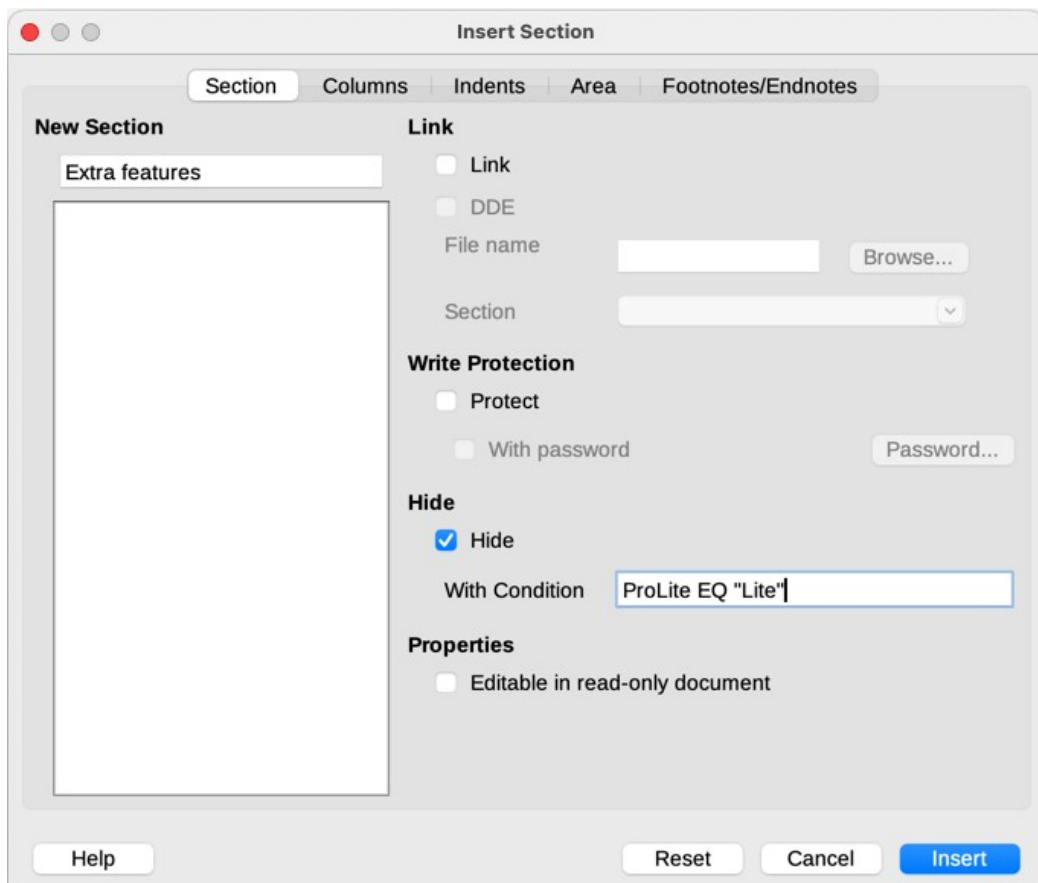 Insert Section
Section Columns Indents Area Footnotes/Endnotes
New Section
Extra features
Link
Link
DDE
File name
Browse...
Section
Write Protection
Protect
With password
Password...
Hide
Hide
With Condition
ProLite EQ "Lite"
Properties
Editable in read-only document
Help
Reset
Cancel
Insert